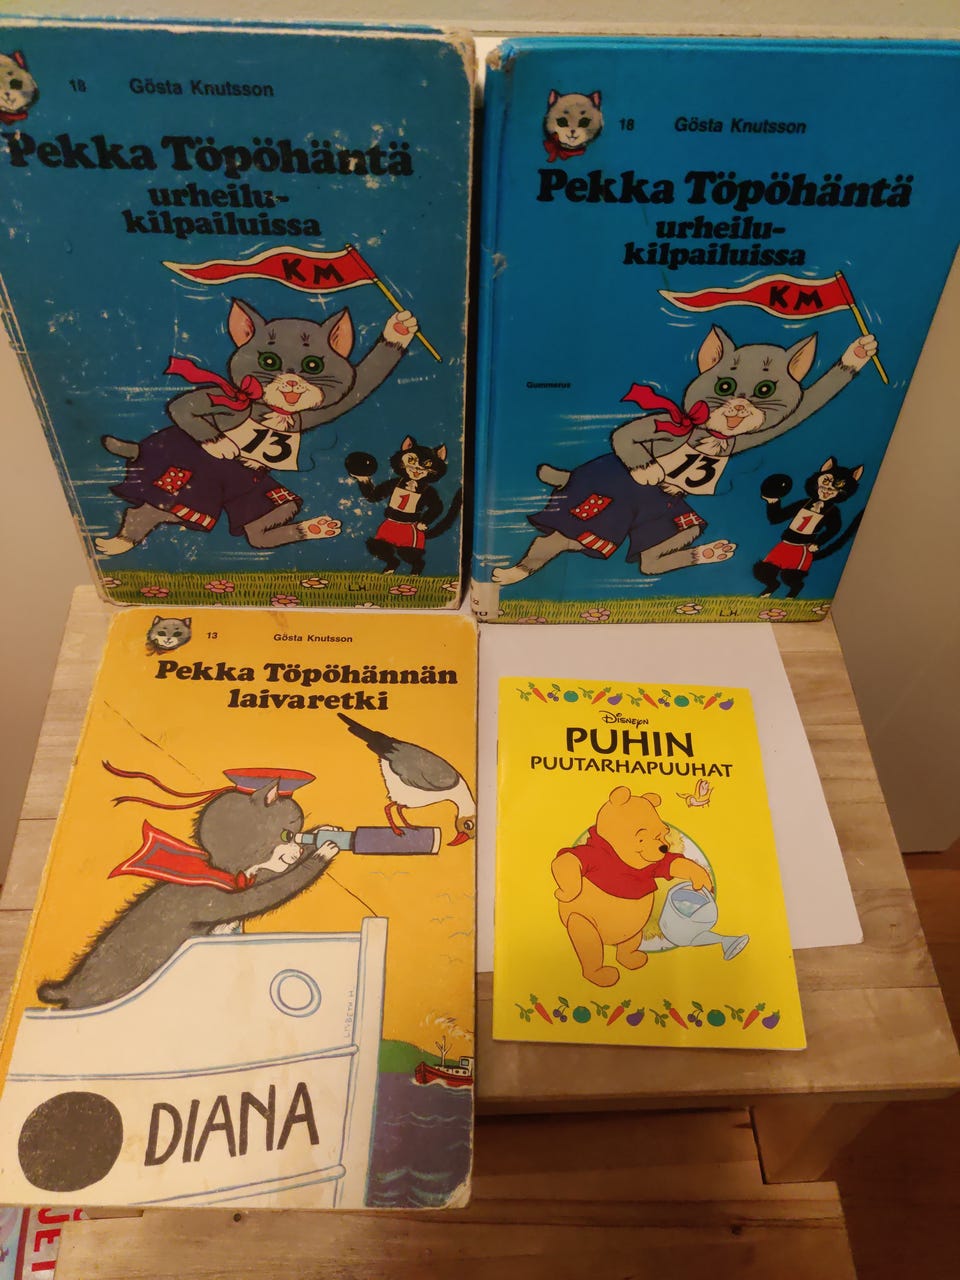 18 Gösta Knutsson
Pekka Töpöhäntä
urheilu-
kilpailuissa
KM
13
1
L.H.
18 Gösta Knutsson
Pekka Töpöhäntä
urheilu-
kilpailuissa
KM
Gummerus
13
1
L.H.
13 Gösta Knutsson
Pekka Töpöhännän
laivaretki
LISBETH H.
DIANA
Disneyn
PUHIN
PUUTARHAPUUHAT